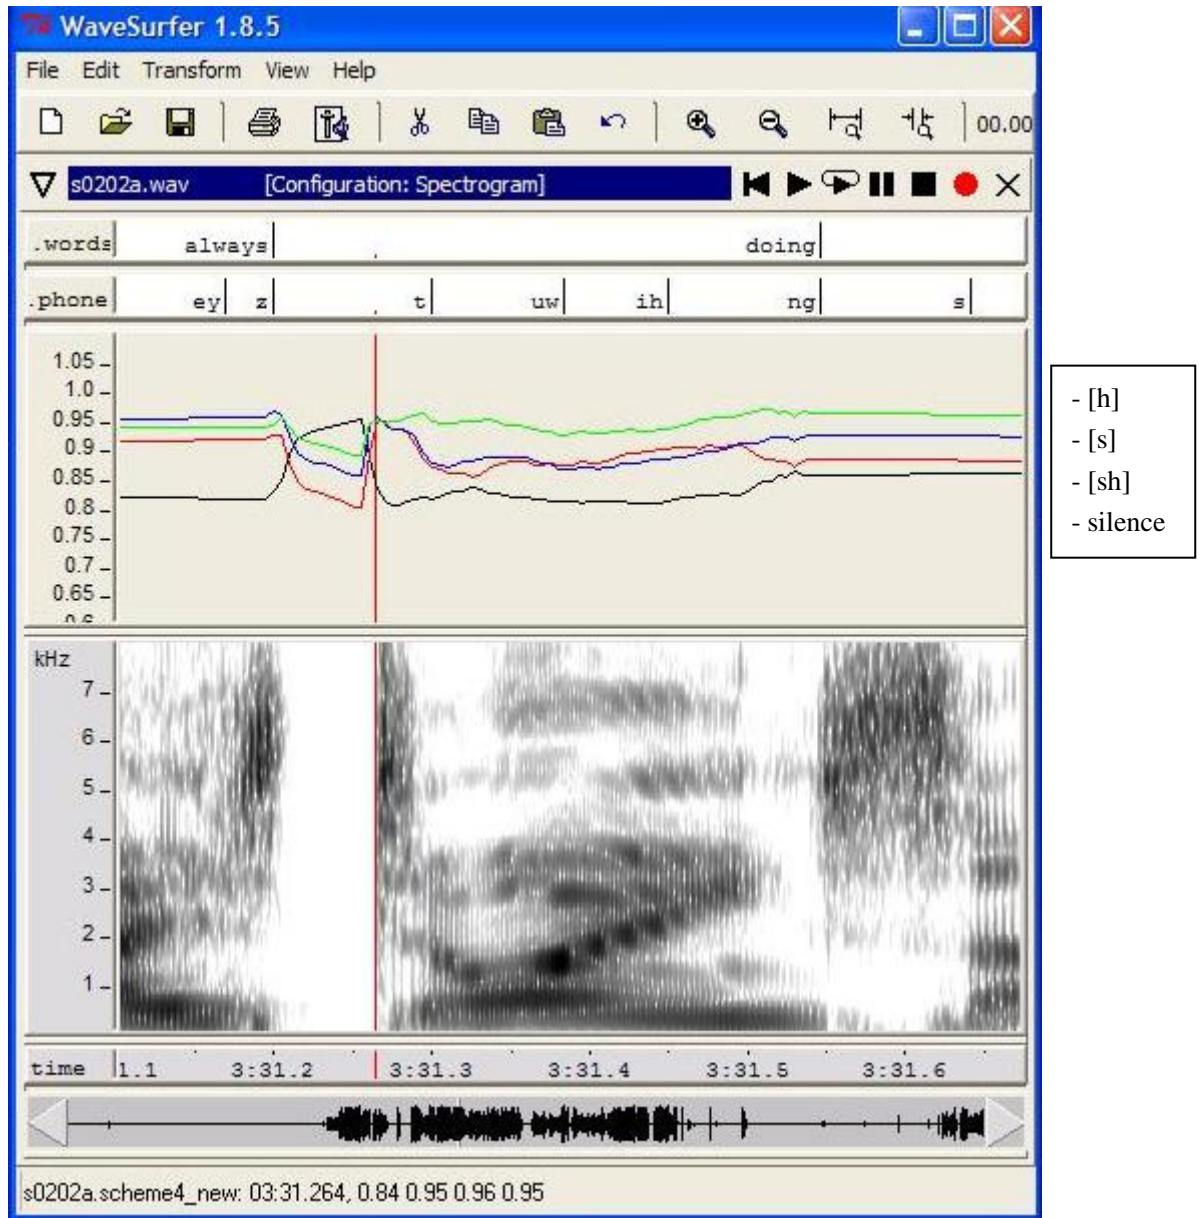 WaveSurfer 1.8.5
File Edit Transform View Help
00.00
s0202a.wav [Configuration: Spectrogram]
.words always . doing
.phone ey z . t uw ih ng s
1.05
1.0
0.95
0.9
0.85
0.8
0.75
0.7
0.65
0.6
- [h]
- [s]
- [sh]
- silence
kHz
7
6
5
4
3
2
1
time 1.1 3:31.2 3:31.3 3:31.4 3:31.5 3:31.6
s0202a.scheme4_new: 03:31.264, 0.84 0.95 0.96 0.95